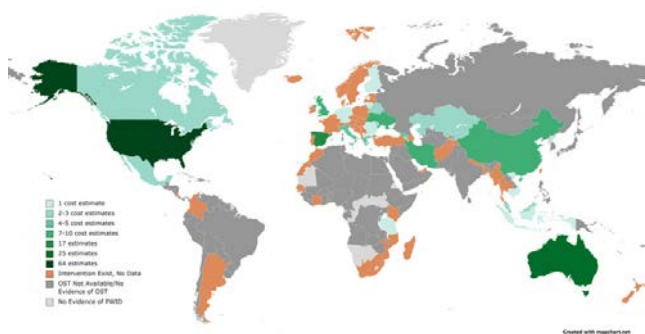 1 cost estimate
2-3 cost estimates
4-5 cost estimates
7-10 cost estimates
17 estimates
25 estimates
64 estimates
Intervention Exist, No Data
OST Not Available/No
Evidence of OST
No Evidence of PWID
Created with mapchart.net